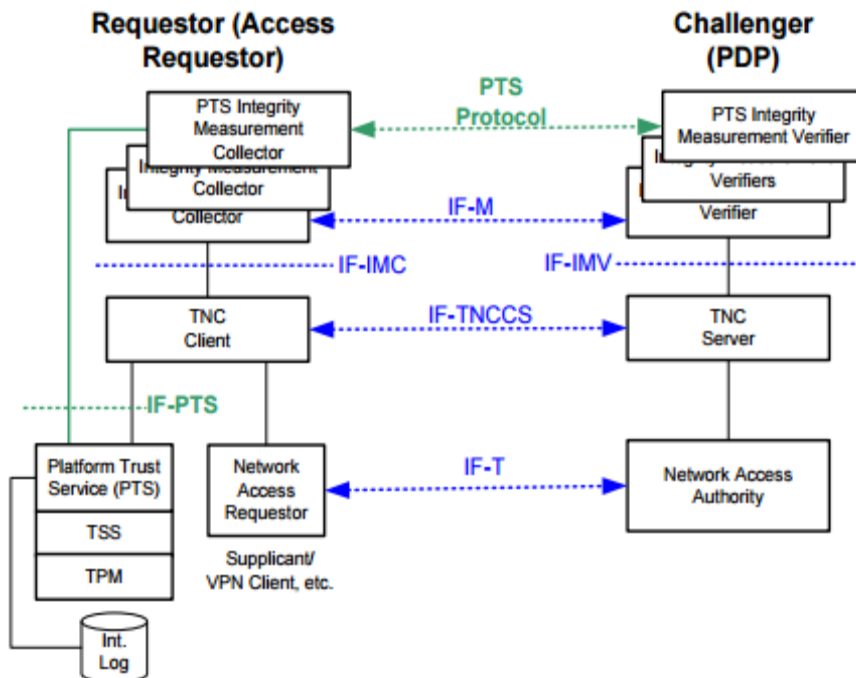 Requestor (Access
Requestor)
Challenger
(PDP)
PTS Integrity
Measurement
Collector
PTS
Protocol
PTS Integrity
Measurement Verifier
Integrity Measurement
Collector
Verifiers
Collector
IF-M
Verifier
IF-IMC
IF-IMV
TNC
Client
IF-TNCCS
TNC
Server
IF-PTS
Platform Trust
Service (PTS)
TSS
TPM
Network
Access
Requestor
IF-T
Network Access
Authority
Supplicant/
VPN Client, etc.
Int.
Log